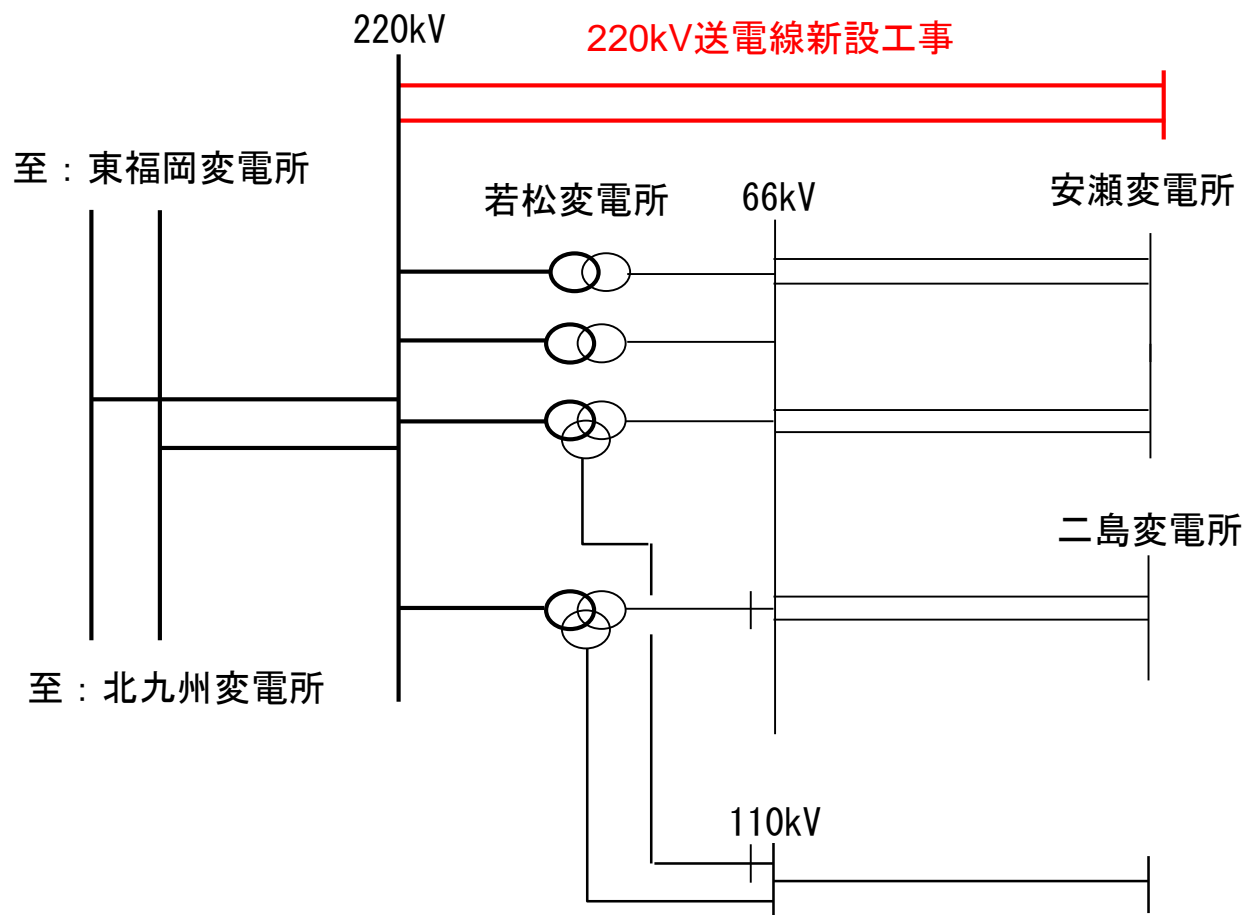 220kV
220kV送電線新設工事
至：東福岡変電所
若松変電所
66kV
安瀬変電所
二島変電所
至：北九州変電所
110kV